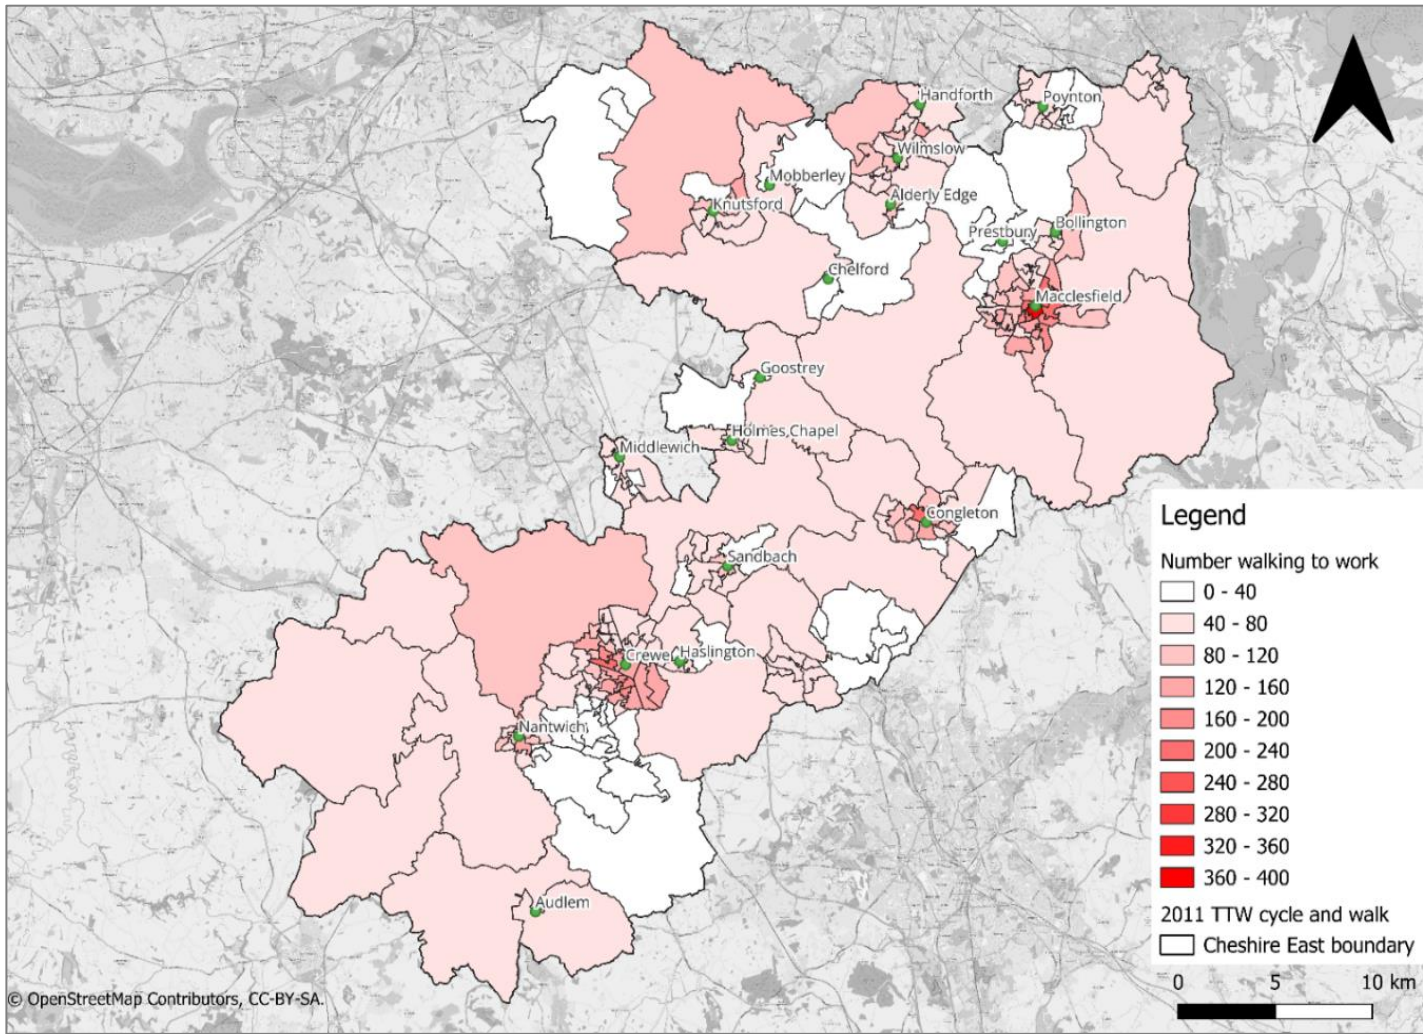 Handforth
Poynton
Wilmslow
Mobberley
Knutsford
Alderly Edge
Prestbury
Bollington
Chelford
Macclesfield
Goostrey
Holmes Chapel
Middlewich
Congleton
Sandbach
Crewe
Haslington
Nantwich
Audlem
Legend
Number walking to work
0 - 40
40 - 80
80 - 120
120 - 160
160 - 200
200 - 240
240 - 280
280 - 320
320 - 360
360 - 400
2011 TTW cycle and walk
Cheshire East boundary
0 5 10 km
© OpenStreetMap Contributors, CC-BY-SA.